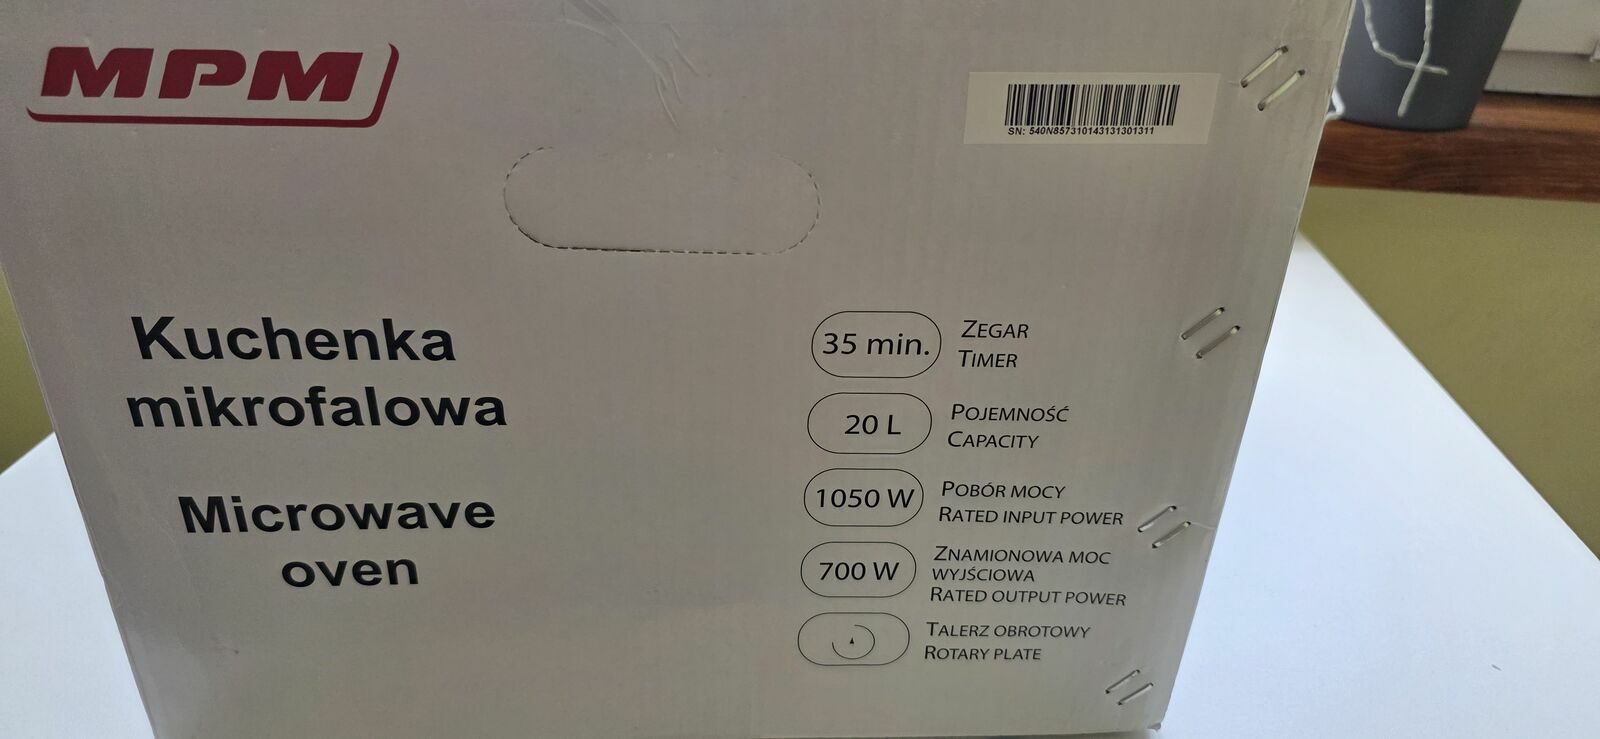 MPM
SN: 540N857310143131301311
Kuchenka
mikrofalowa
Microwave
oven
35 min.
ZEGAR
TIMER
20 L
POJEMNOŚĆ
CAPACITY
1050 W
POBÓR MOCY
RATED INPUT POWER
700 W
ZNAMIONOWA MOC
WYJŚCIOWA
RATED OUTPUT POWER
TALERZ OBROTOWY
ROTARY PLATE